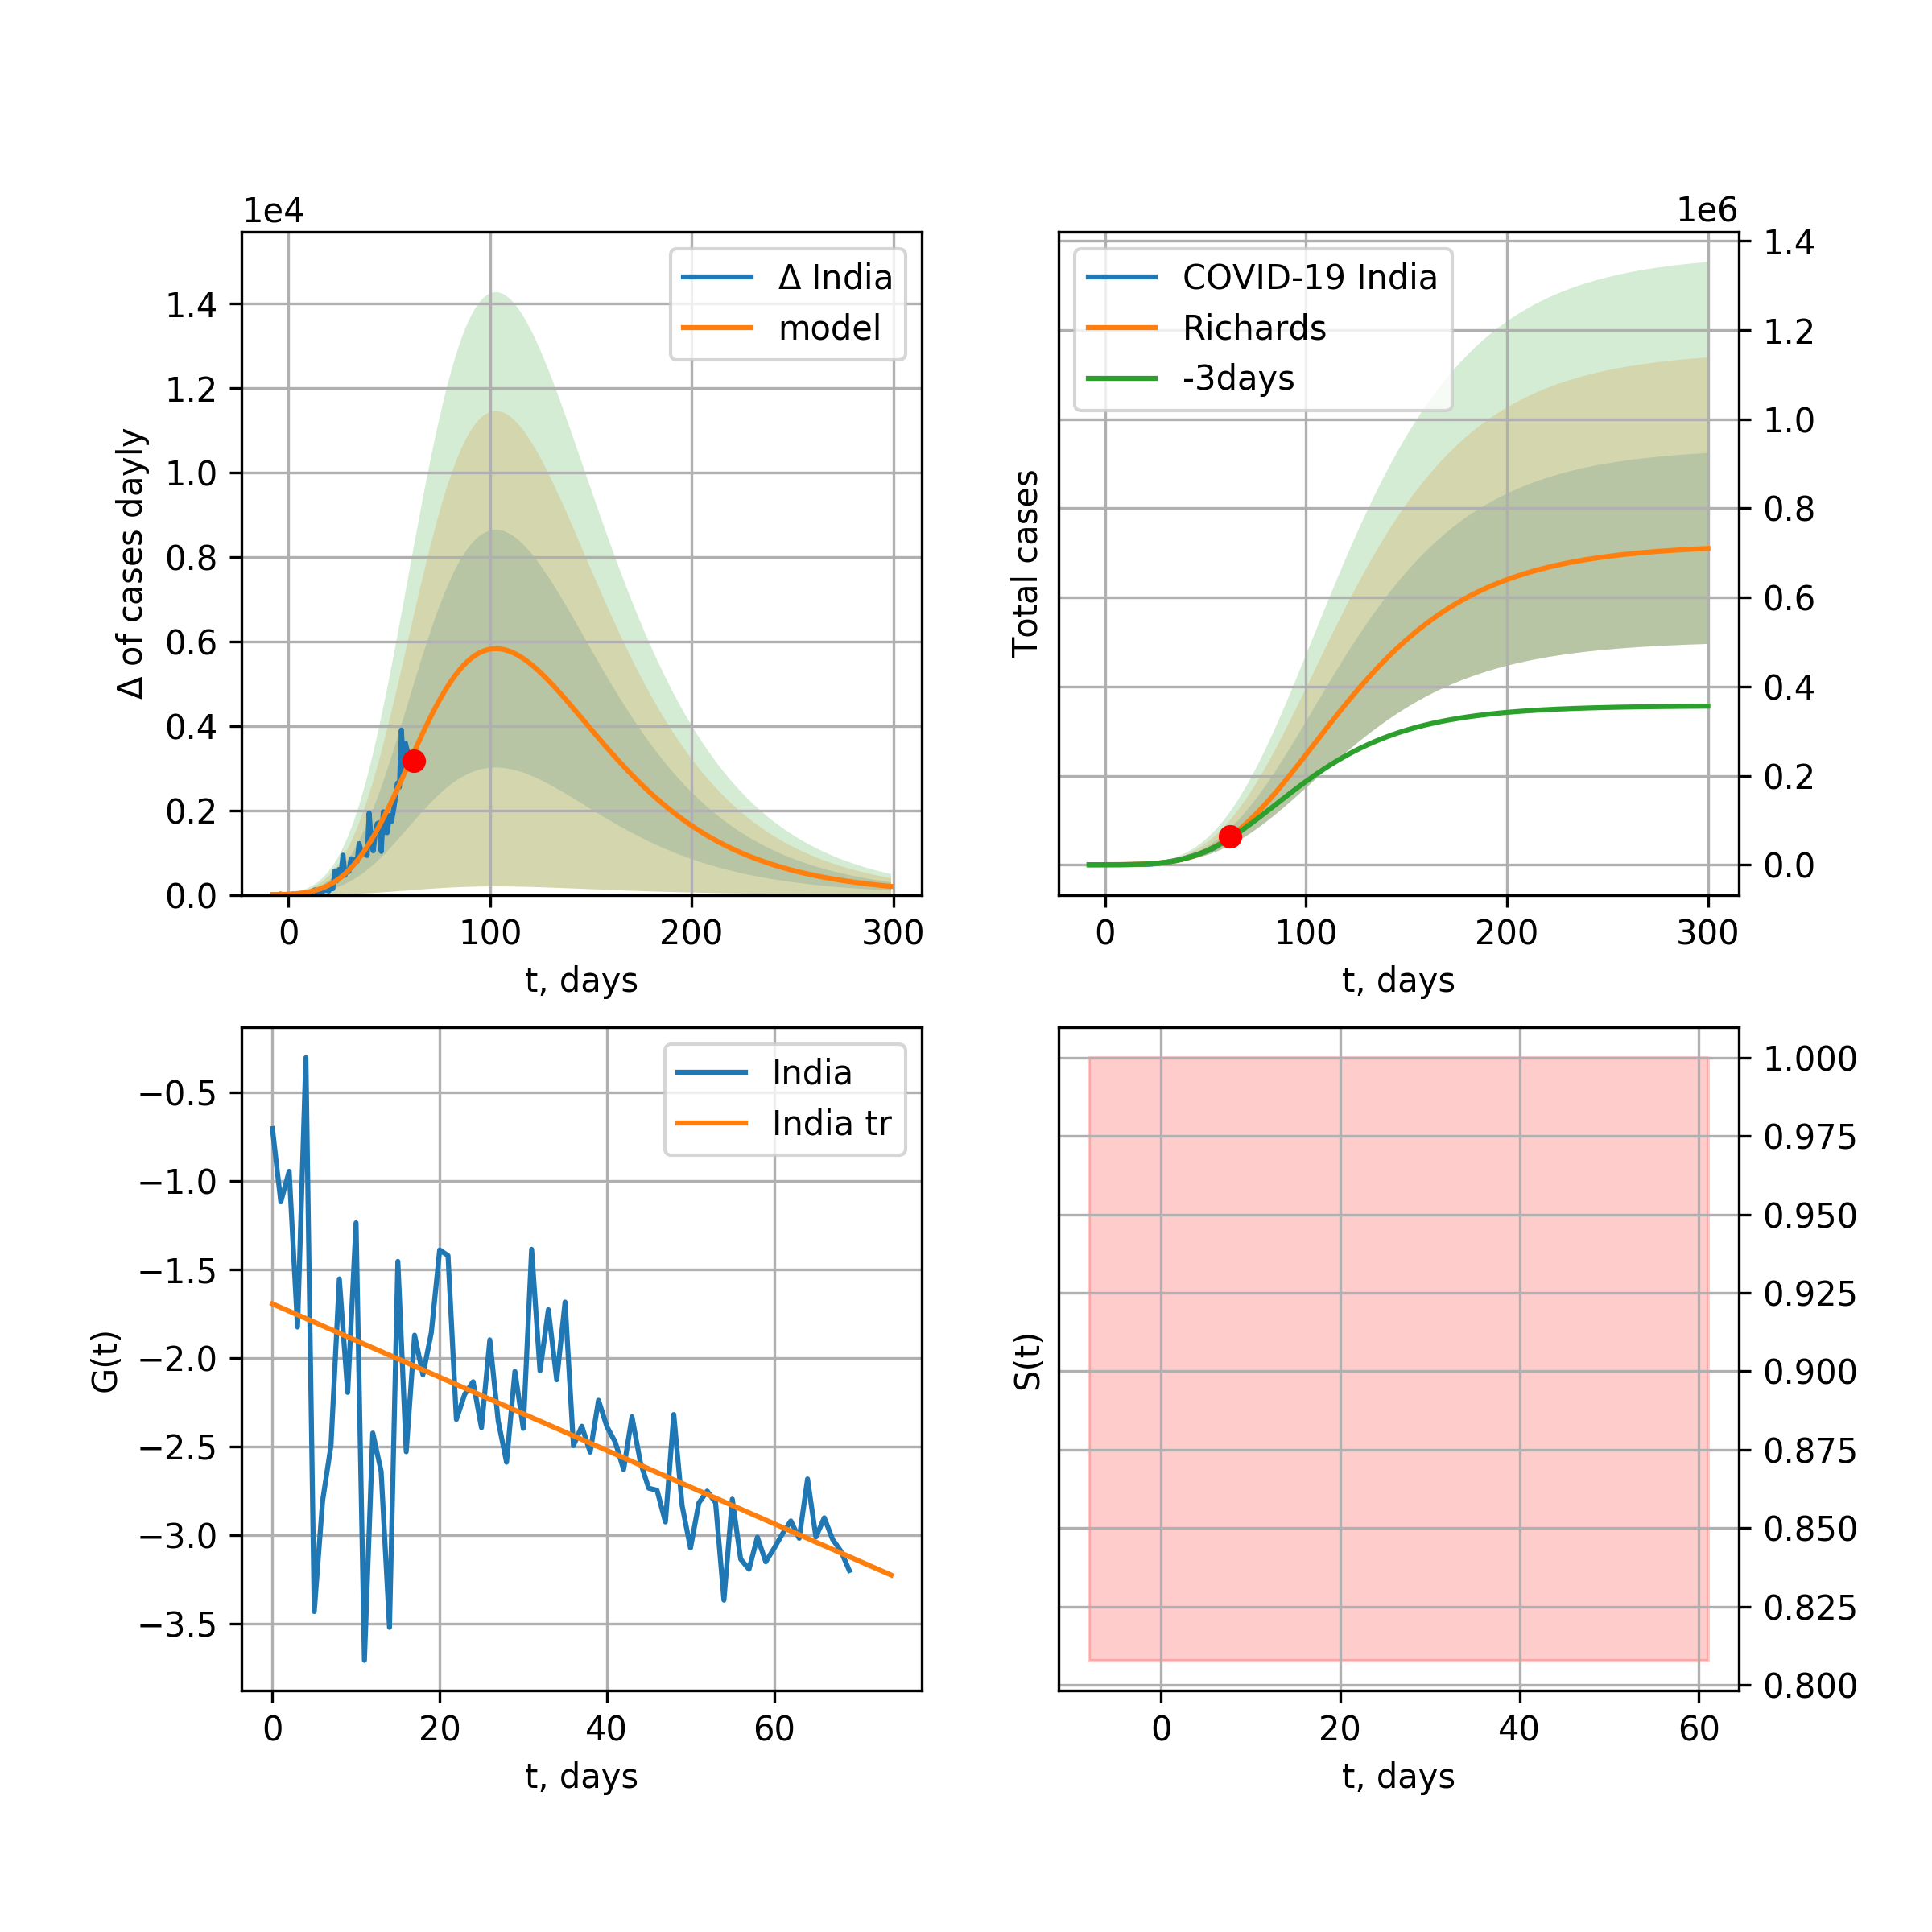 1e4
Δ India
model
1.4
1.2
1.0
0.8
0.6
0.4
0.2
0.0
Δ of cases dayly
0 100 200 300
t, days
1e6
COVID-19 India
Richards
-3days
1.4
1.2
1.0
0.8
0.6
0.4
0.2
0.0
Total cases
0 100 200 300
t, days
India
India tr
−0.5
−1.0
−1.5
−2.0
−2.5
−3.0
−3.5
G(t)
0 20 40 60
t, days
1.000
0.975
0.950
0.925
0.900
0.875
0.850
0.825
0.800
S(t)
0 20 40 60
t, days